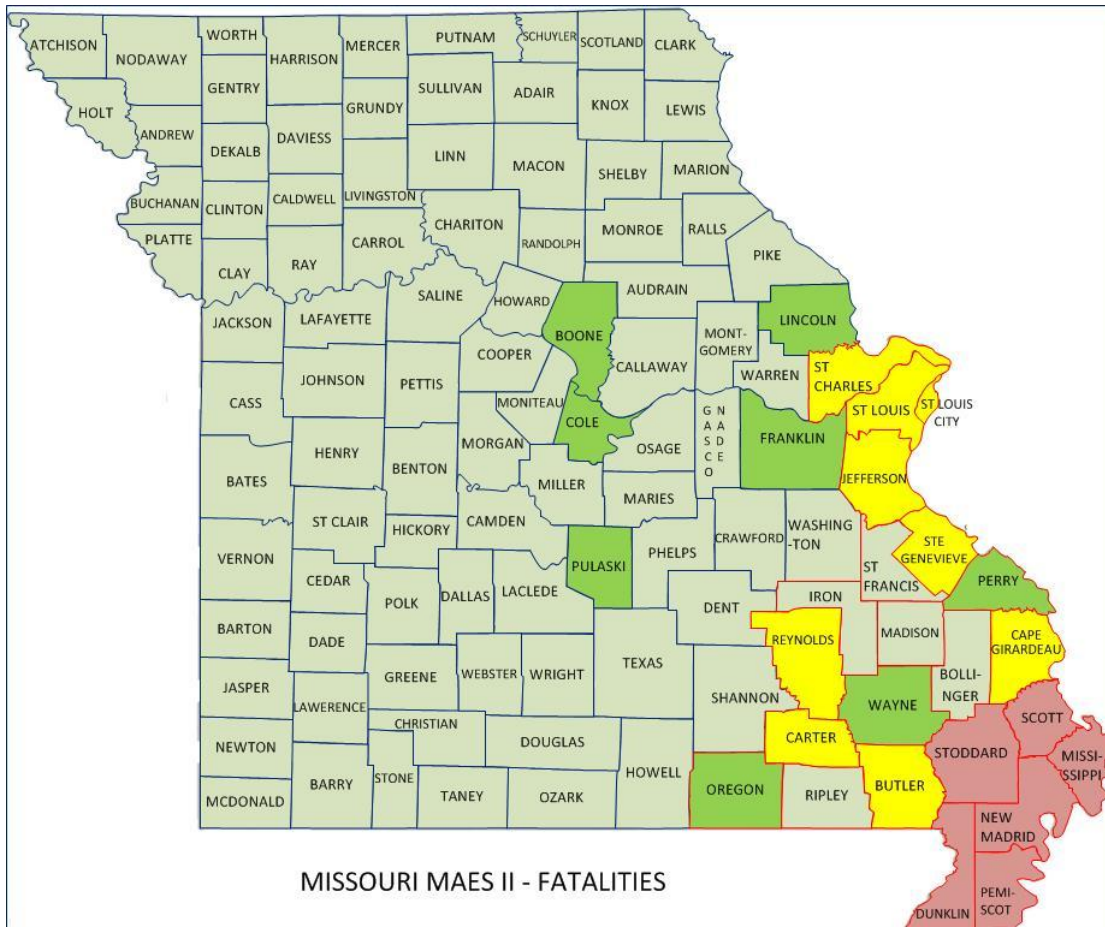 ATCHISON
NODAWAY
WORTH
HARRISON
MERCER
PUTNAM
SCHUYLER
SCOTLAND
CLARK
HOLT
GENTRY
GRUNDY
SULLIVAN
ADAIR
KNOX
LEWIS
ANDREW
DEKALB
DAVIESS
LINN
MACON
SHELBY
MARION
BUCHANAN
CLINTON
CALDWELL
LIVINGSTON
CHARITON
RANDOLPH
MONROE
RALLS
PIKE
PLATTE
CLAY
RAY
CARROL
SALINE
HOWARD
BOONE
AUDRAIN
LINCOLN
JACKSON
LAFAYETTE
COOPER
CALLAWAY
MONT-
GOMERY
WARREN
ST
CHARLES
CASS
JOHNSON
PETTIS
MONITEAU
COLE
OSAGE
GASCO
NADE
FRANKLIN
ST LOUIS
ST LOUIS
CITY
HENRY
BENTON
MORGAN
MILLER
MARIES
JEFFERSON
BATES
ST CLAIR
HICKORY
CAMDEN
PULASKI
PHELPS
CRAWFORD
WASHING
-TON
STE
GENEVIEVE
VERNON
CEDAR
POLK
DALLAS
LACLEDE
DENT
IRON
ST
FRANCIS
PERRY
BARTON
DADE
GREENE
WEBSTER
WRIGHT
TEXAS
SHANNON
REYNOLDS
MADISON
BOLLI-
NGER
CAPE
GIRARDEAU
JASPER
LAWERENCE
CHRISTIAN
DOUGLAS
CARTER
WAYNE
STODDARD
SCOTT
MISSI-
SSIPPI
NEWTON
BARRY
STONE
TANEY
OZARK
HOWELL
OREGON
RIPLEY
BUTLER
NEW
MADRID
MCDONALD
DUNKLIN
PEMI-
SCOT
MISSOURI MAES II - FATALITIES